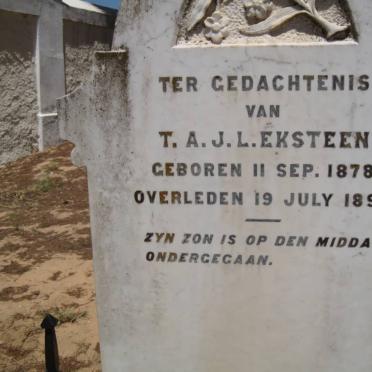 TER GEDACHTENIS
VAN
T. A. J. L. EKSTEEN
GEBOREN 11 SEP. 1878
OVERLEDEN 19 JULY 189
ZYN ZON IS OP DEN MIDDA
ONDERGEGAAN.